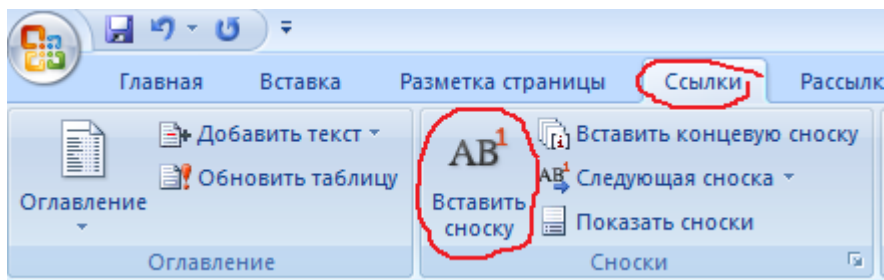 Главная Вставка Разметка страницы Ссылки Рассылк
Оглавление
Добавить текст
Обновить таблицу
Оглавление
AB1
Вставить
сноску
Вставить концевую сноску
AB1 Следующая сноска
Показать сноски
Сноски